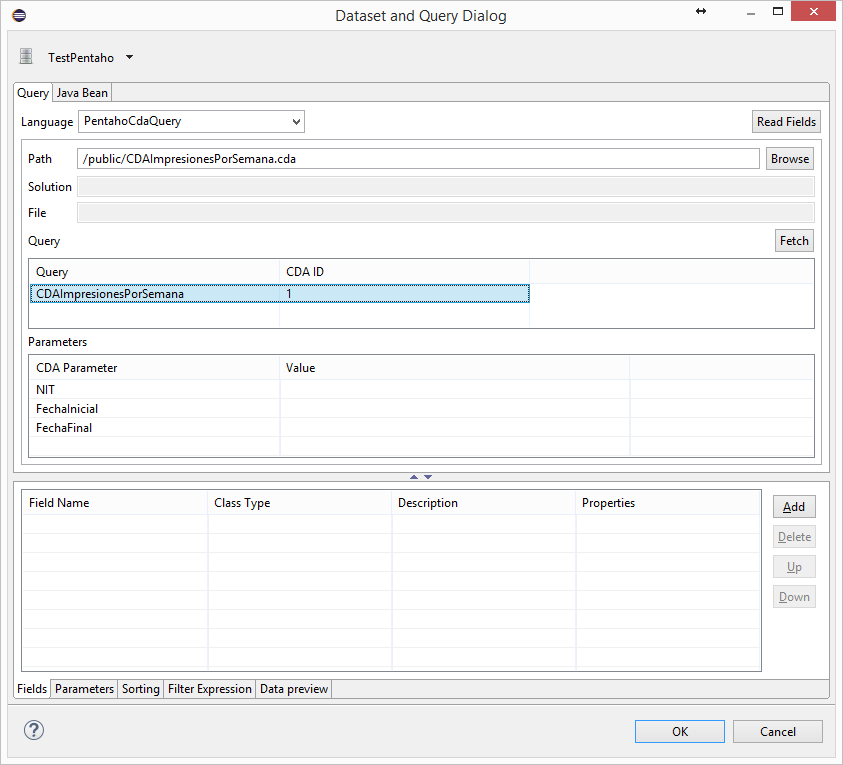 Dataset and Query Dialog
TestPentaho
Query Java Bean
Language PentahoCdaQuery Read Fields
Path /public/CDAImpresionesPorSemana.cda Browse
Solution
File
Query Fetch
Query CDA ID
CDAImpresionesPorSemana 1
Parameters
CDA Parameter Value
NIT
FechaInicial
FechaFinal
Field Name Class Type Description Properties
Add
Delete
Up
Down
Fields Parameters Sorting Filter Expression Data preview
? OK Cancel